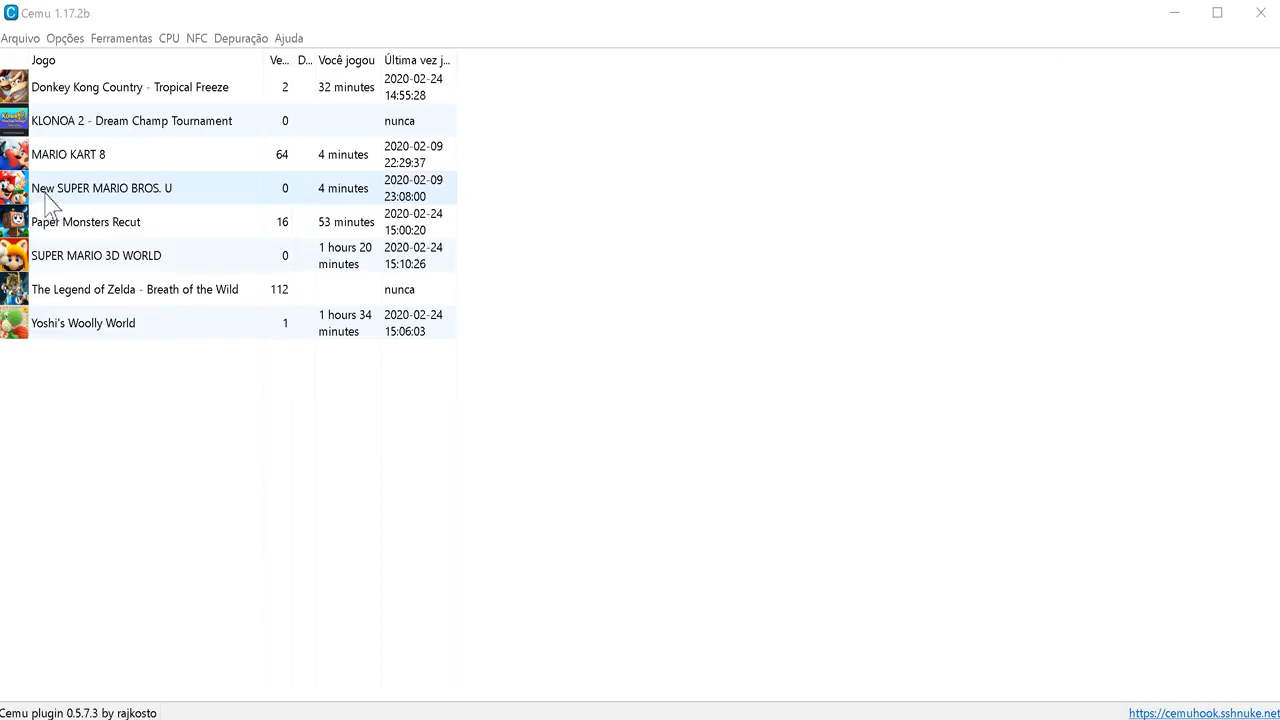 Cemu 1.17.2b
Arquivo Opções Ferramentas CPU NFC Depuração Ajuda
Jogo Ve... D... Você jogou Última vez j...
Donkey Kong Country - Tropical Freeze 2 32 minutes 2020-02-24 14:55:28
KLONOA 2 - Dream Champ Tournament 0 nunca
MARIO KART 8 64 4 minutes 2020-02-09 22:29:37
New SUPER MARIO BROS. U 0 4 minutes 2020-02-09 23:08:00
Paper Monsters Recut 16 53 minutes 2020-02-24 15:00:20
SUPER MARIO 3D WORLD 0 1 hours 20 minutes 2020-02-24 15:10:26
The Legend of Zelda - Breath of the Wild 112 nunca
Yoshi's Woolly World 1 1 hours 34 minutes 2020-02-24 15:06:03
Cemu plugin 0.5.7.3 by rajkosto https://cemuhook.sshnuke.net